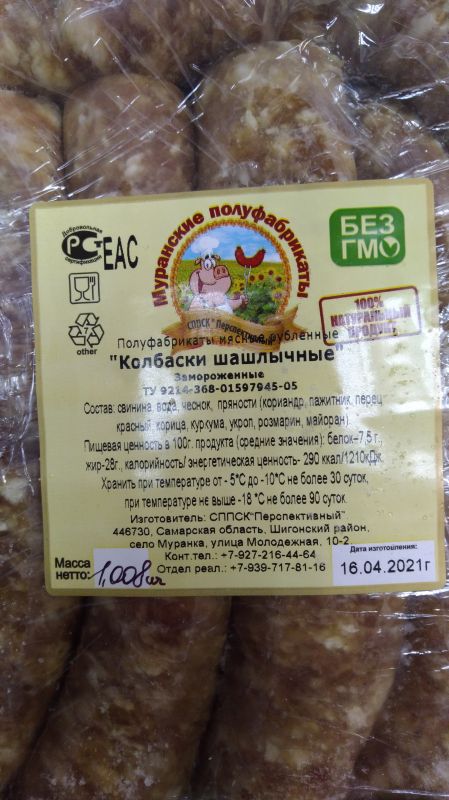 Добровольная
сертификация
РС ЕАС
Муранские полуфабрикаты
СППСК "Перспективный"
БЕЗ
ГМО
100%
НАТУРАЛЬНЫЙ
ПРОДУКТ
7
other
Полуфабрикаты мясные рубленные
"Колбаски шашлычные"
Замороженные
ТУ 9214-368-01597945-05
Состав: свинина, вода, чеснок, пряности (кориандр, пажитник, перец
красный, корица, куркума, укроп, розмарин, майоран).
Пищевая ценность в 100г. продукта (средние значения): белок–7,5 г.,
жир-28г., калорийность/ энергетическая ценность- 290 ккал/1210кДж.
Хранить при температуре от - 5°С до -10°С не более 30 суток,
при температуре не выше -18 °С не более 90 суток.
Изготовитель: СППСК"Перспективный"
446730, Самарская область, Шигонский район,
село Муранка, улица Молодежная, 10-2
Конт.тел.: +7-927-216-44-64
Отдел реал.: +7-939-717-81-16
Масса
нетто: 1,008 кг
Дата изготовления:
16.04.2021г